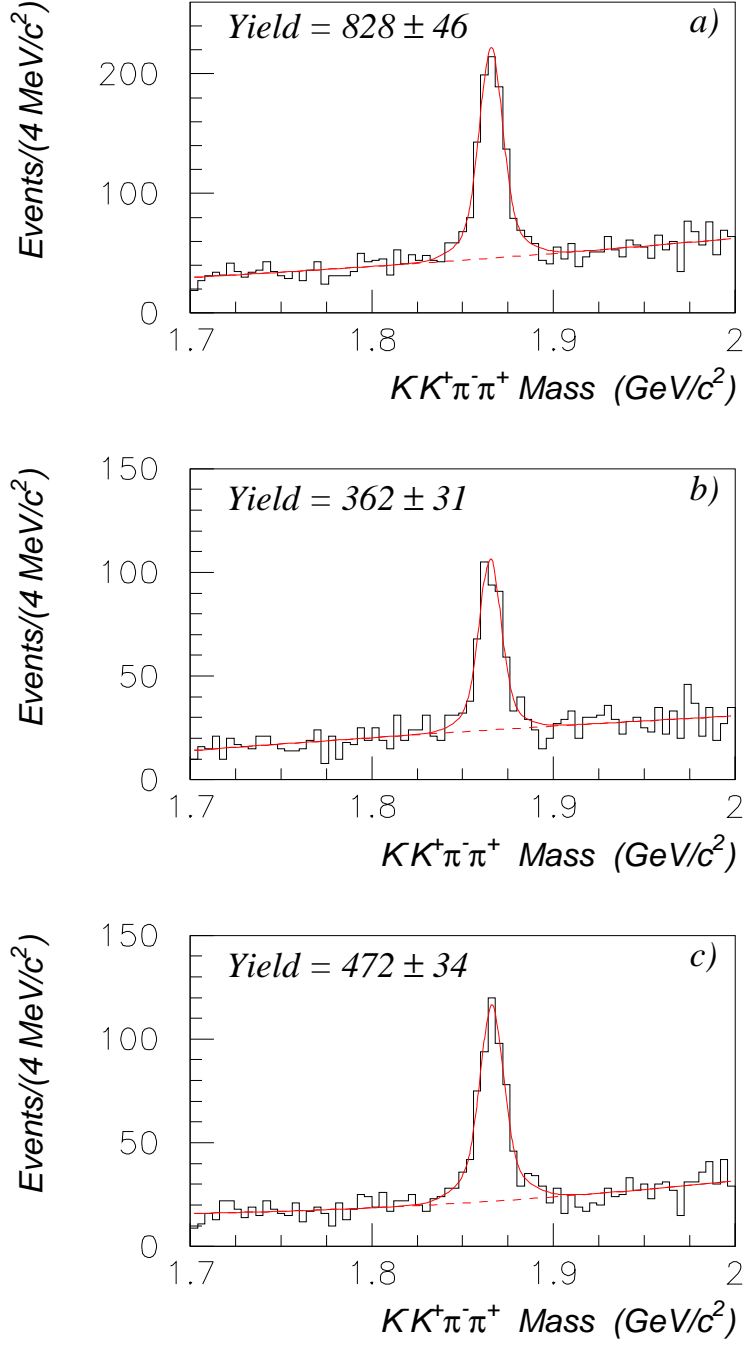 Yield = 828 ± 46
a)
Events/(4 MeV/c²)
200
100
0
1.7
1.8
1.9
2
K⁻K⁺π⁻π⁺ Mass (GeV/c²)
Yield = 362 ± 31
b)
Events/(4 MeV/c²)
150
100
50
0
1.7
1.8
1.9
2
K⁻K⁺π⁻π⁺ Mass (GeV/c²)
Yield = 472 ± 34
c)
Events/(4 MeV/c²)
150
100
50
0
1.7
1.8
1.9
2
K⁻K⁺π⁻π⁺ Mass (GeV/c²)